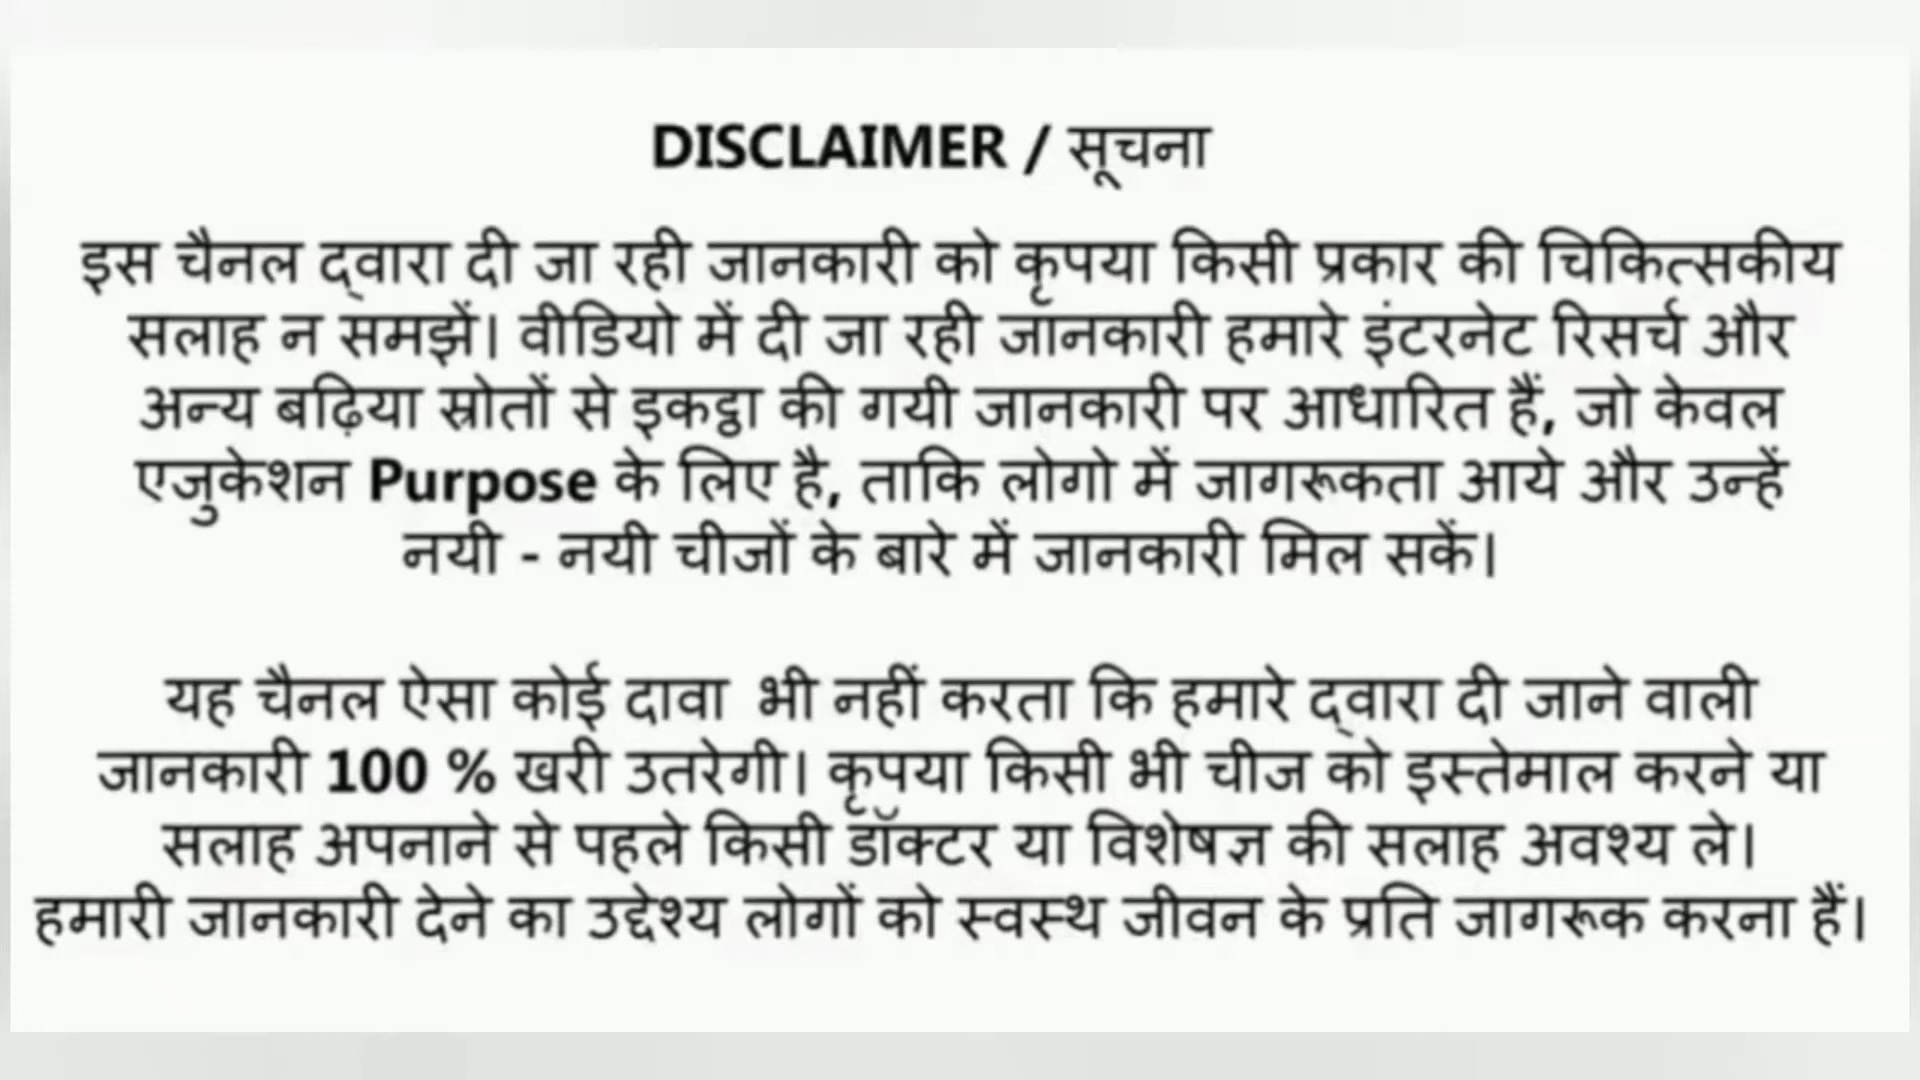 DISCLAIMER / सूचना
इस चैनल द्वारा दी जा रही जानकारी को कृपया किसी प्रकार की चिकित्सकीय
सलाह न समझें। वीडियो में दी जा रही जानकारी हमारे इंटरनेट रिसर्च और
अन्य बढ़िया स्रोतों से इकट्ठा की गयी जानकारी पर आधारित हैं, जो केवल
एजुकेशन Purpose के लिए है, ताकि लोगो में जागरूकता आये और उन्हें
नयी - नयी चीजों के बारे में जानकारी मिल सकें।
यह चैनल ऐसा कोई दावा भी नहीं करता कि हमारे द्वारा दी जाने वाली
जानकारी 100 % खरी उतरेगी। कृपया किसी भी चीज को इस्तेमाल करने या
सलाह अपनाने से पहले किसी डॉक्टर या विशेषज्ञ की सलाह अवश्य ले।
हमारी जानकारी देने का उद्देश्य लोगों को स्वस्थ जीवन के प्रति जागरूक करना हैं।